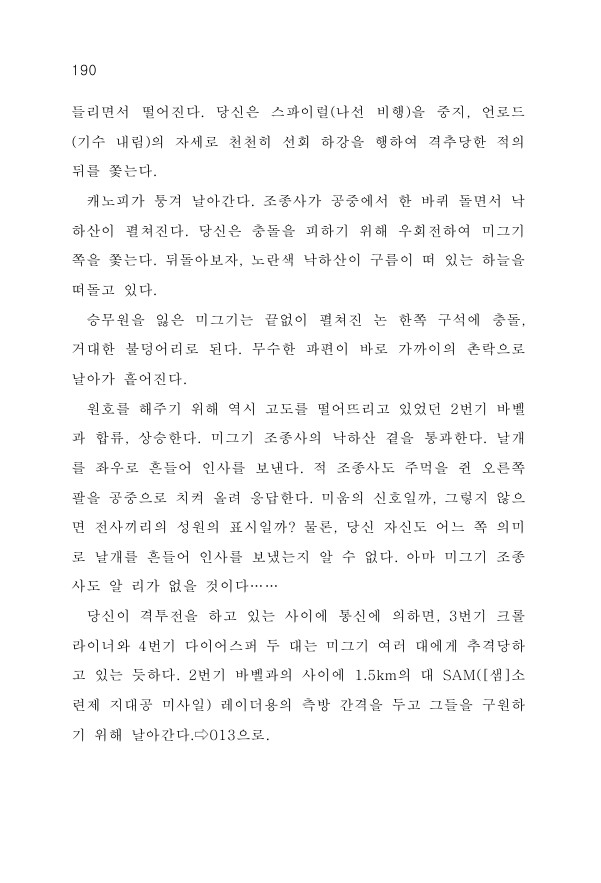 190
들리면서 떨어진다. 당신은 스파이럴(나선 비행)을 중지, 언로드
(기수 내림)의 자세로 천천히 선회 하강을 행하여 격추당한 적의
뒤를 쫓는다.
캐노피가 퉁겨 날아간다. 조종사가 공중에서 한 바퀴 돌면서 낙
하산이 펼쳐진다. 당신은 충돌을 피하기 위해 우회전하여 미그기
쪽을 쫓는다. 뒤돌아보자, 노란색 낙하산이 구름이 떠 있는 하늘을
떠돌고 있다.
승무원을 잃은 미그기는 끝없이 펼쳐진 논 한쪽 구석에 충돌,
거대한 불덩어리로 된다. 무수한 파편이 바로 가까이의 촌락으로
날아가 흩어진다.
원호를 해주기 위해 역시 고도를 떨어뜨리고 있었던 2번기 바벨
과 합류, 상승한다. 미그기 조종사의 낙하산 곁을 통과한다. 날개
를 좌우로 흔들어 인사를 보낸다. 적 조종사도 주먹을 쥔 오른쪽
팔을 공중으로 치켜 올려 응답한다. 미움의 신호일까, 그렇지 않으
면 전사끼리의 성원의 표시일까? 물론, 당신 자신도 어느 쪽 의미
로 날개를 흔들어 인사를 보냈는지 알 수 없다. 아마 미그기 조종
사도 알 리가 없을 것이다……
당신이 격투전을 하고 있는 사이에 통신에 의하면, 3번기 크롤
라이너와 4번기 다이어스퍼 두 대는 미그기 여러 대에게 추격당하
고 있는 듯하다. 2번기 바벨과의 사이에 1.5km의 대 SAM([샘]소
련제 지대공 미사일) 레이더용의 측방 간격을 두고 그들을 구원하
기 위해 날아간다.⇨013으로.